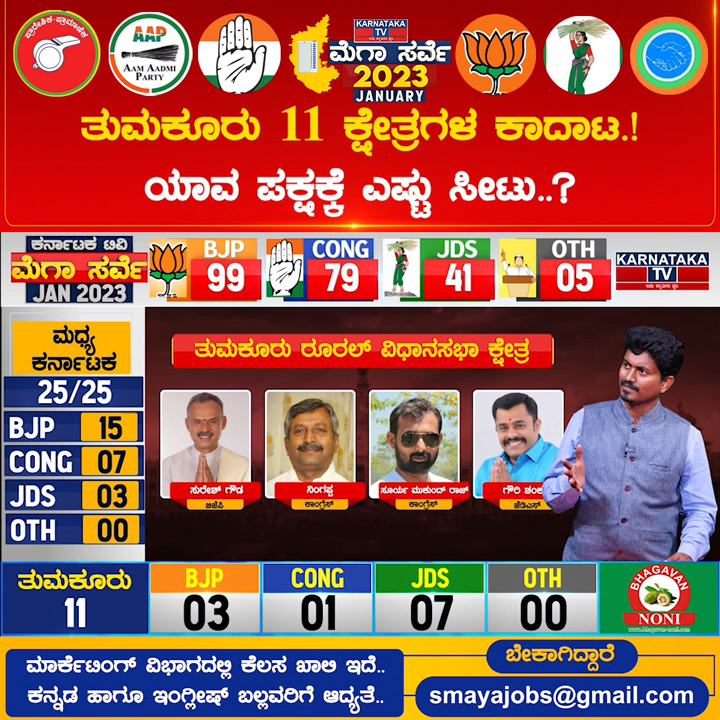 ಪ್ರಾದೇಶಿಕ-ಪ್ರಾಮಾಣಿಕ
AAP
AAM AADMI
PARTY
KARNATAKA
TV
ಮೆಗಾ ಸರ್ವೆ
2023
JANUARY
ತುಮಕೂರು 11 ಕ್ಷೇತ್ರಗಳ ಕಾದಾಟ.!
ಯಾವ ಪಕ್ಷಕ್ಕೆ ಎಷ್ಟು ಸೀಟು..?
ಕರ್ನಾಟಕ ಟಿವಿ
ಮೆಗಾ ಸರ್ವೆ
JAN 2023
BJP
99
CONG
79
JDS
41
OTH
05
KARNATAKA
TV
ಮಧ್ಯ
ಕರ್ನಾಟಕ
25/25
BJP 15
CONG 07
JDS 03
OTH 00
ತುಮಕೂರು ರೂರಲ್ ವಿಧಾನಸಭಾ ಕ್ಷೇತ್ರ
ಸುರೇಶ್ ಗೌಡ
ಬಿಜೆಪಿ
ನಿಂಗಪ್ಪ
ಕಾಂಗ್ರೆಸ್
ಸೂರ್ಯ ಮುಕುಂದ್ ರಾಜ್
ಕಾಂಗ್ರೆಸ್
ಗೌರಿ ಶಂಕ
ಜೆಡಿಎಸ್
ತುಮಕೂರು
11
BJP
03
CONG
01
JDS
07
OTH
00
BHAGAVAN
NONI
ಮಾರ್ಕೆಟಿಂಗ್ ವಿಭಾಗದಲ್ಲಿ ಕೆಲಸ ಖಾಲಿ ಇದೆ..
ಕನ್ನಡ ಹಾಗೂ ಇಂಗ್ಲೀಷ್ ಬಲ್ಲವರಿಗೆ ಆದ್ಯತೆ..
ಬೇಕಾಗಿದ್ದಾರೆ
smayajobs@gmail.com